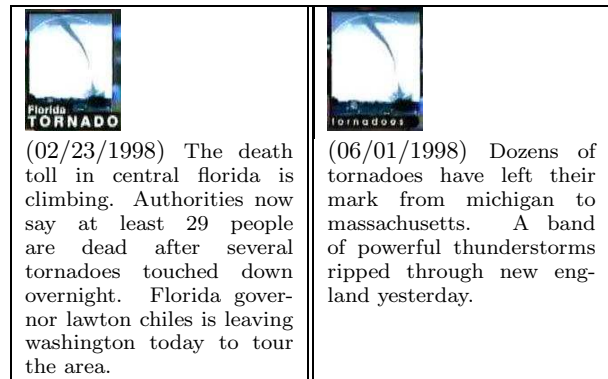 Florida
TORNADO
(02/23/1998) The death
toll in central florida is
climbing. Authorities now
say at least 29 people
are dead after several
tornadoes touched down
overnight. Florida gover-
nor lawton chiles is leaving
washington today to tour
the area.
tornadoes
(06/01/1998) Dozens of
tornadoes have left their
mark from michigan to
massachusetts. A band
of powerful thunderstorms
ripped through new eng-
land yesterday.